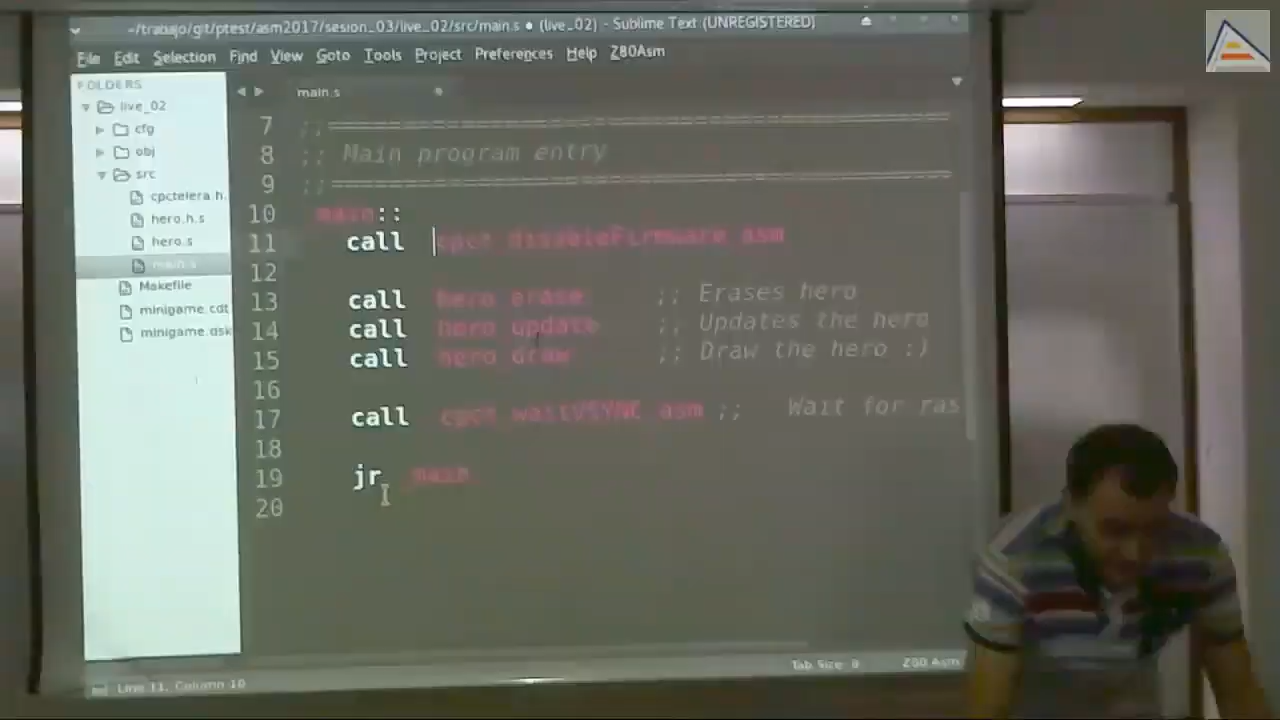 ~/trabajo/git/ptest/asm2017/sesion_03/live_02/src/main.s • (live_02) - Sublime Text (UNREGISTERED)
File Edit Selection Find View Goto Tools Project Preferences Help Z80Asm
FOLDERS
live_02
cfg
obj
src
cpctelera.h.
hero.h.s
hero.s
main.s
Makefile
minigame.cdt
minigame.dsk
main.s
7 ;;=====================================================
8 ;; Main program entry
9 ;;=====================================================
10 main::
11 call cpct_disableFirmware_asm
12
13 call hero_erase ;; Erases hero
14 call hero_update ;; Updates the hero
15 call hero_draw ;; Draw the hero :)
16
17 call cpct_waitVSYNC_asm ;; Wait for ras
18
19 jr main
20
Line 11, Column 10
Tab Size: 8
Z80 Asm